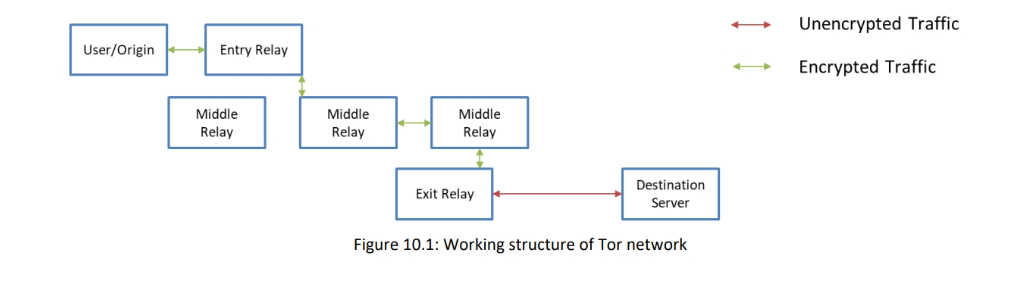 Unencrypted Traffic
Encrypted Traffic
User/Origin
Entry Relay
Middle
Relay
Middle
Relay
Middle
Relay
Exit Relay
Destination
Server
Figure 10.1: Working structure of Tor network